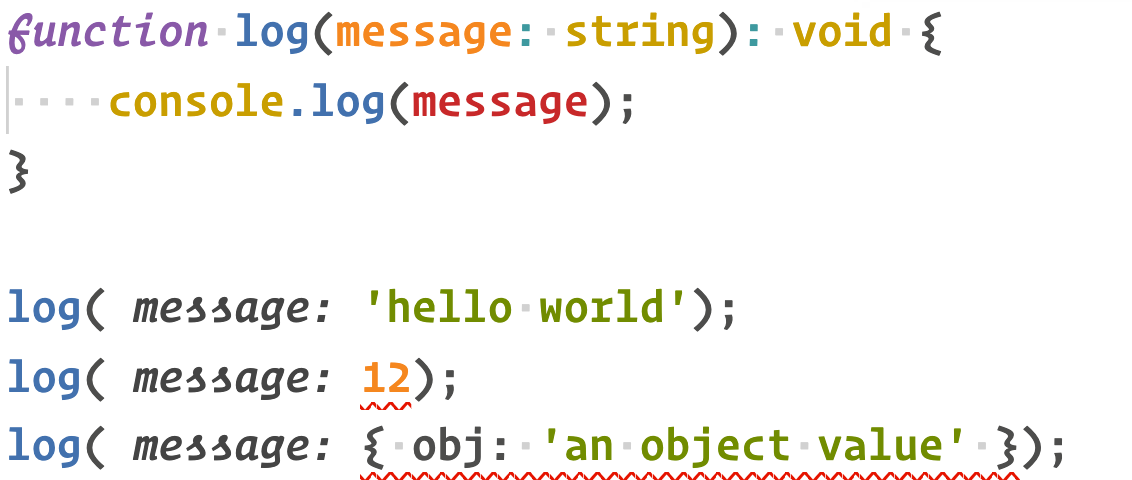 function log(message: string): void {
    console.log(message);
}

log( message: 'hello world');
log( message: 12);
log( message: { obj: 'an object value' });